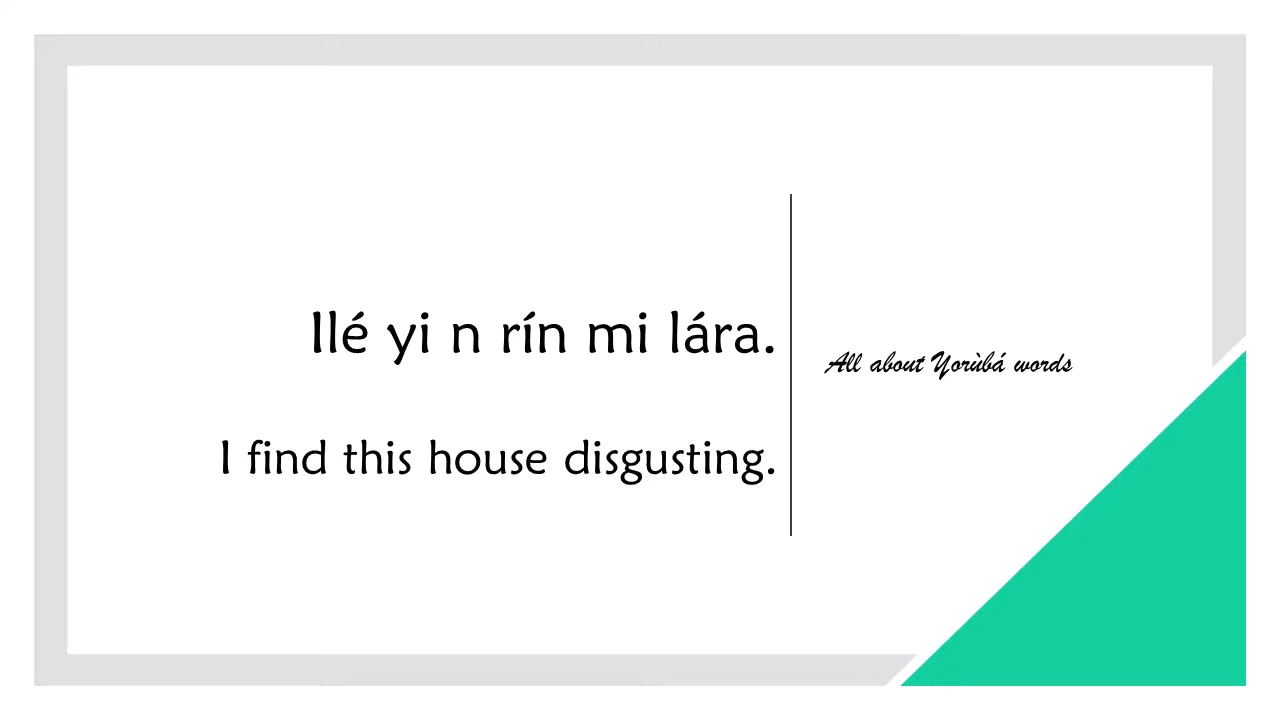 Ilé yi n rín mi lára.
I find this house disgusting.
All about Yorùbá words